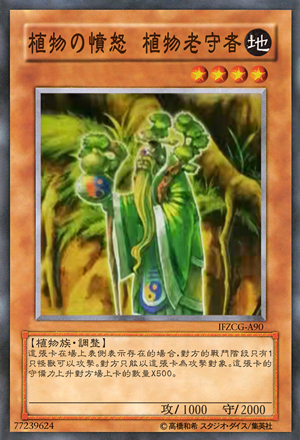 植物の憤怒 植物老守者 地
IFZCG-A90
【植物族·調整】
這張卡在場上表側表示存在的場合,對方的戰鬥階段只有1
只怪獸可以攻擊。對方只能以這張卡為攻擊對象。這張卡的
守備力上升對方場上卡的數量X500。
攻/1000 守/2000
77239624 ©高橋和希 スタジオ・ダイス/集英社